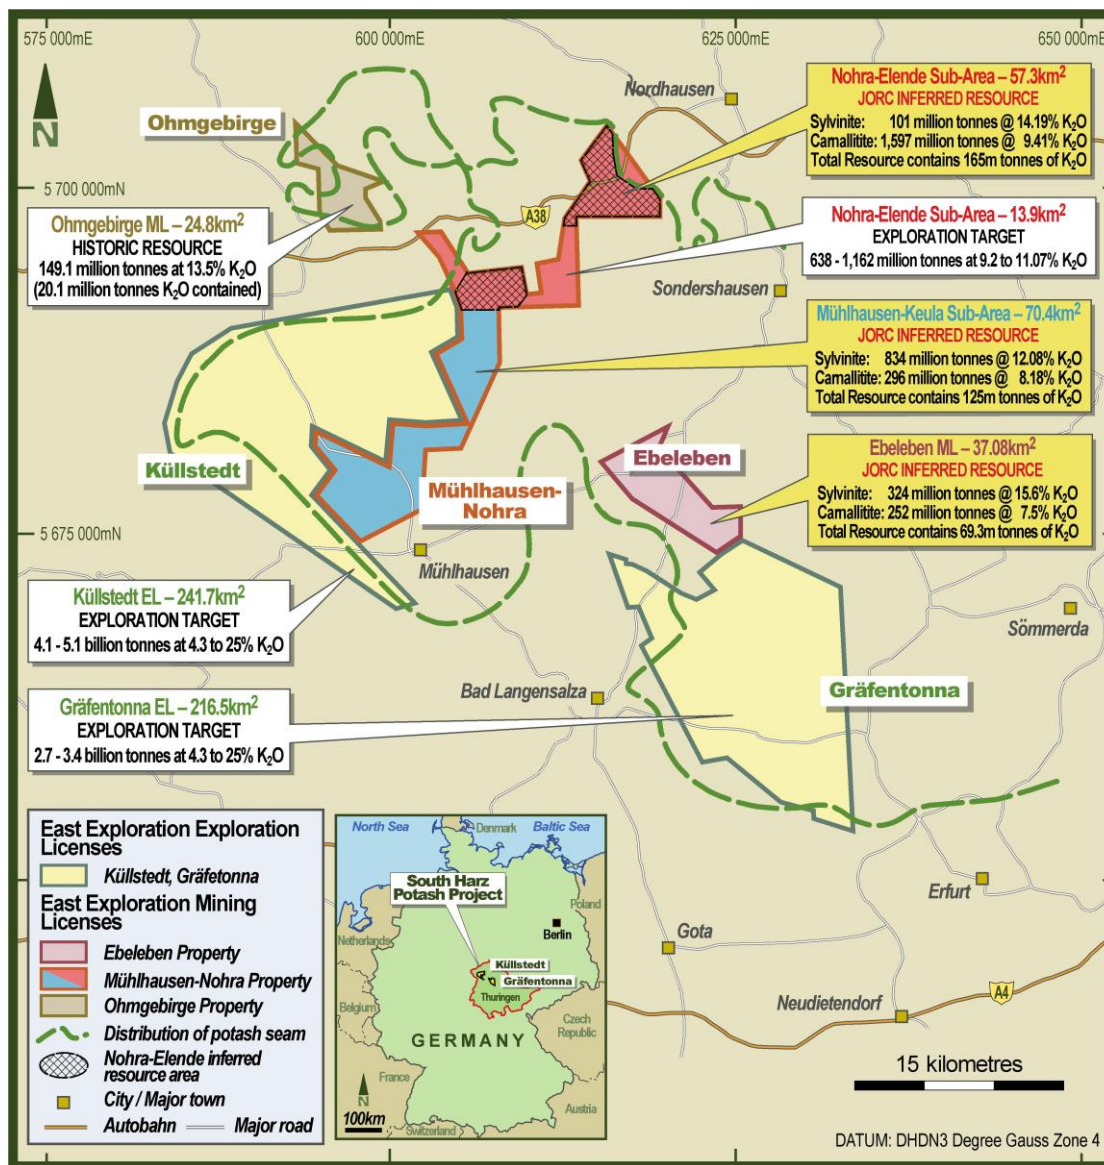 575 000mE
600 000mE
625 000mE
650 000mE
N
5 700 000mN
5 675 000mN
Ohmgebirge
Nordhausen
A38
Sondershausen
Nohra-Elende Sub-Area – 57.3km²
JORC INFERRED RESOURCE
Sylvinite: 101 million tonnes @ 14.19% K₂O
Carnallitite: 1,597 million tonnes @ 9.41% K₂O
Total Resource contains 165m tonnes of K₂O
Ohmgebirge ML – 24.8km²
HISTORIC RESOURCE
149.1 million tonnes at 13.5% K₂O
(20.1 million tonnes K₂O contained)
Nohra-Elende Sub-Area – 13.9km²
EXPLORATION TARGET
638 - 1,162 million tonnes at 9.2 to 11.07% K₂O
Mühlhausen-Keula Sub-Area – 70.4km²
JORC INFERRED RESOURCE
Sylvinite: 834 million tonnes @ 12.08% K₂O
Carnallitite: 296 million tonnes @ 8.18% K₂O
Total Resource contains 125m tonnes of K₂O
Ebeleben ML – 37.08km²
JORC INFERRED RESOURCE
Sylvinite: 324 million tonnes @ 15.6% K₂O
Carnallitite: 252 million tonnes @ 7.5% K₂O
Total Resource contains 69.3m tonnes of K₂O
Küllstedt
Mühlhausen-
Nohra
Ebeleben
Mühlhausen
Küllstedt EL – 241.7km²
EXPLORATION TARGET
4.1 - 5.1 billion tonnes at 4.3 to 25% K₂O
Sömmerda
Bad Langensalza
Gräfentonna
Gräfentonna EL – 216.5km²
EXPLORATION TARGET
2.7 - 3.4 billion tonnes at 4.3 to 25% K₂O
Erfurt
Gota
Neudietendorf
A4
East Exploration Exploration
Licenses
Küllstedt, Gräfetonna
East Exploration Mining
Licenses
Ebeleben Property
Mühlhausen-Nohra Property
Ohmgebirge Property
Distribution of potash seam
Nohra-Elende inferred
resource area
City / Major town
Autobahn
Major road
North Sea
Denmark
Baltic Sea
South Harz
Potash Project
Poland
Berlin
Netherlands
Küllstedt
Gräfentonna
Thuringen
Belgium
GERMANY
Czech
Republic
France
N
100km
Austria
Switzerland
15 kilometres
DATUM: DHDN3 Degree Gauss Zone 4